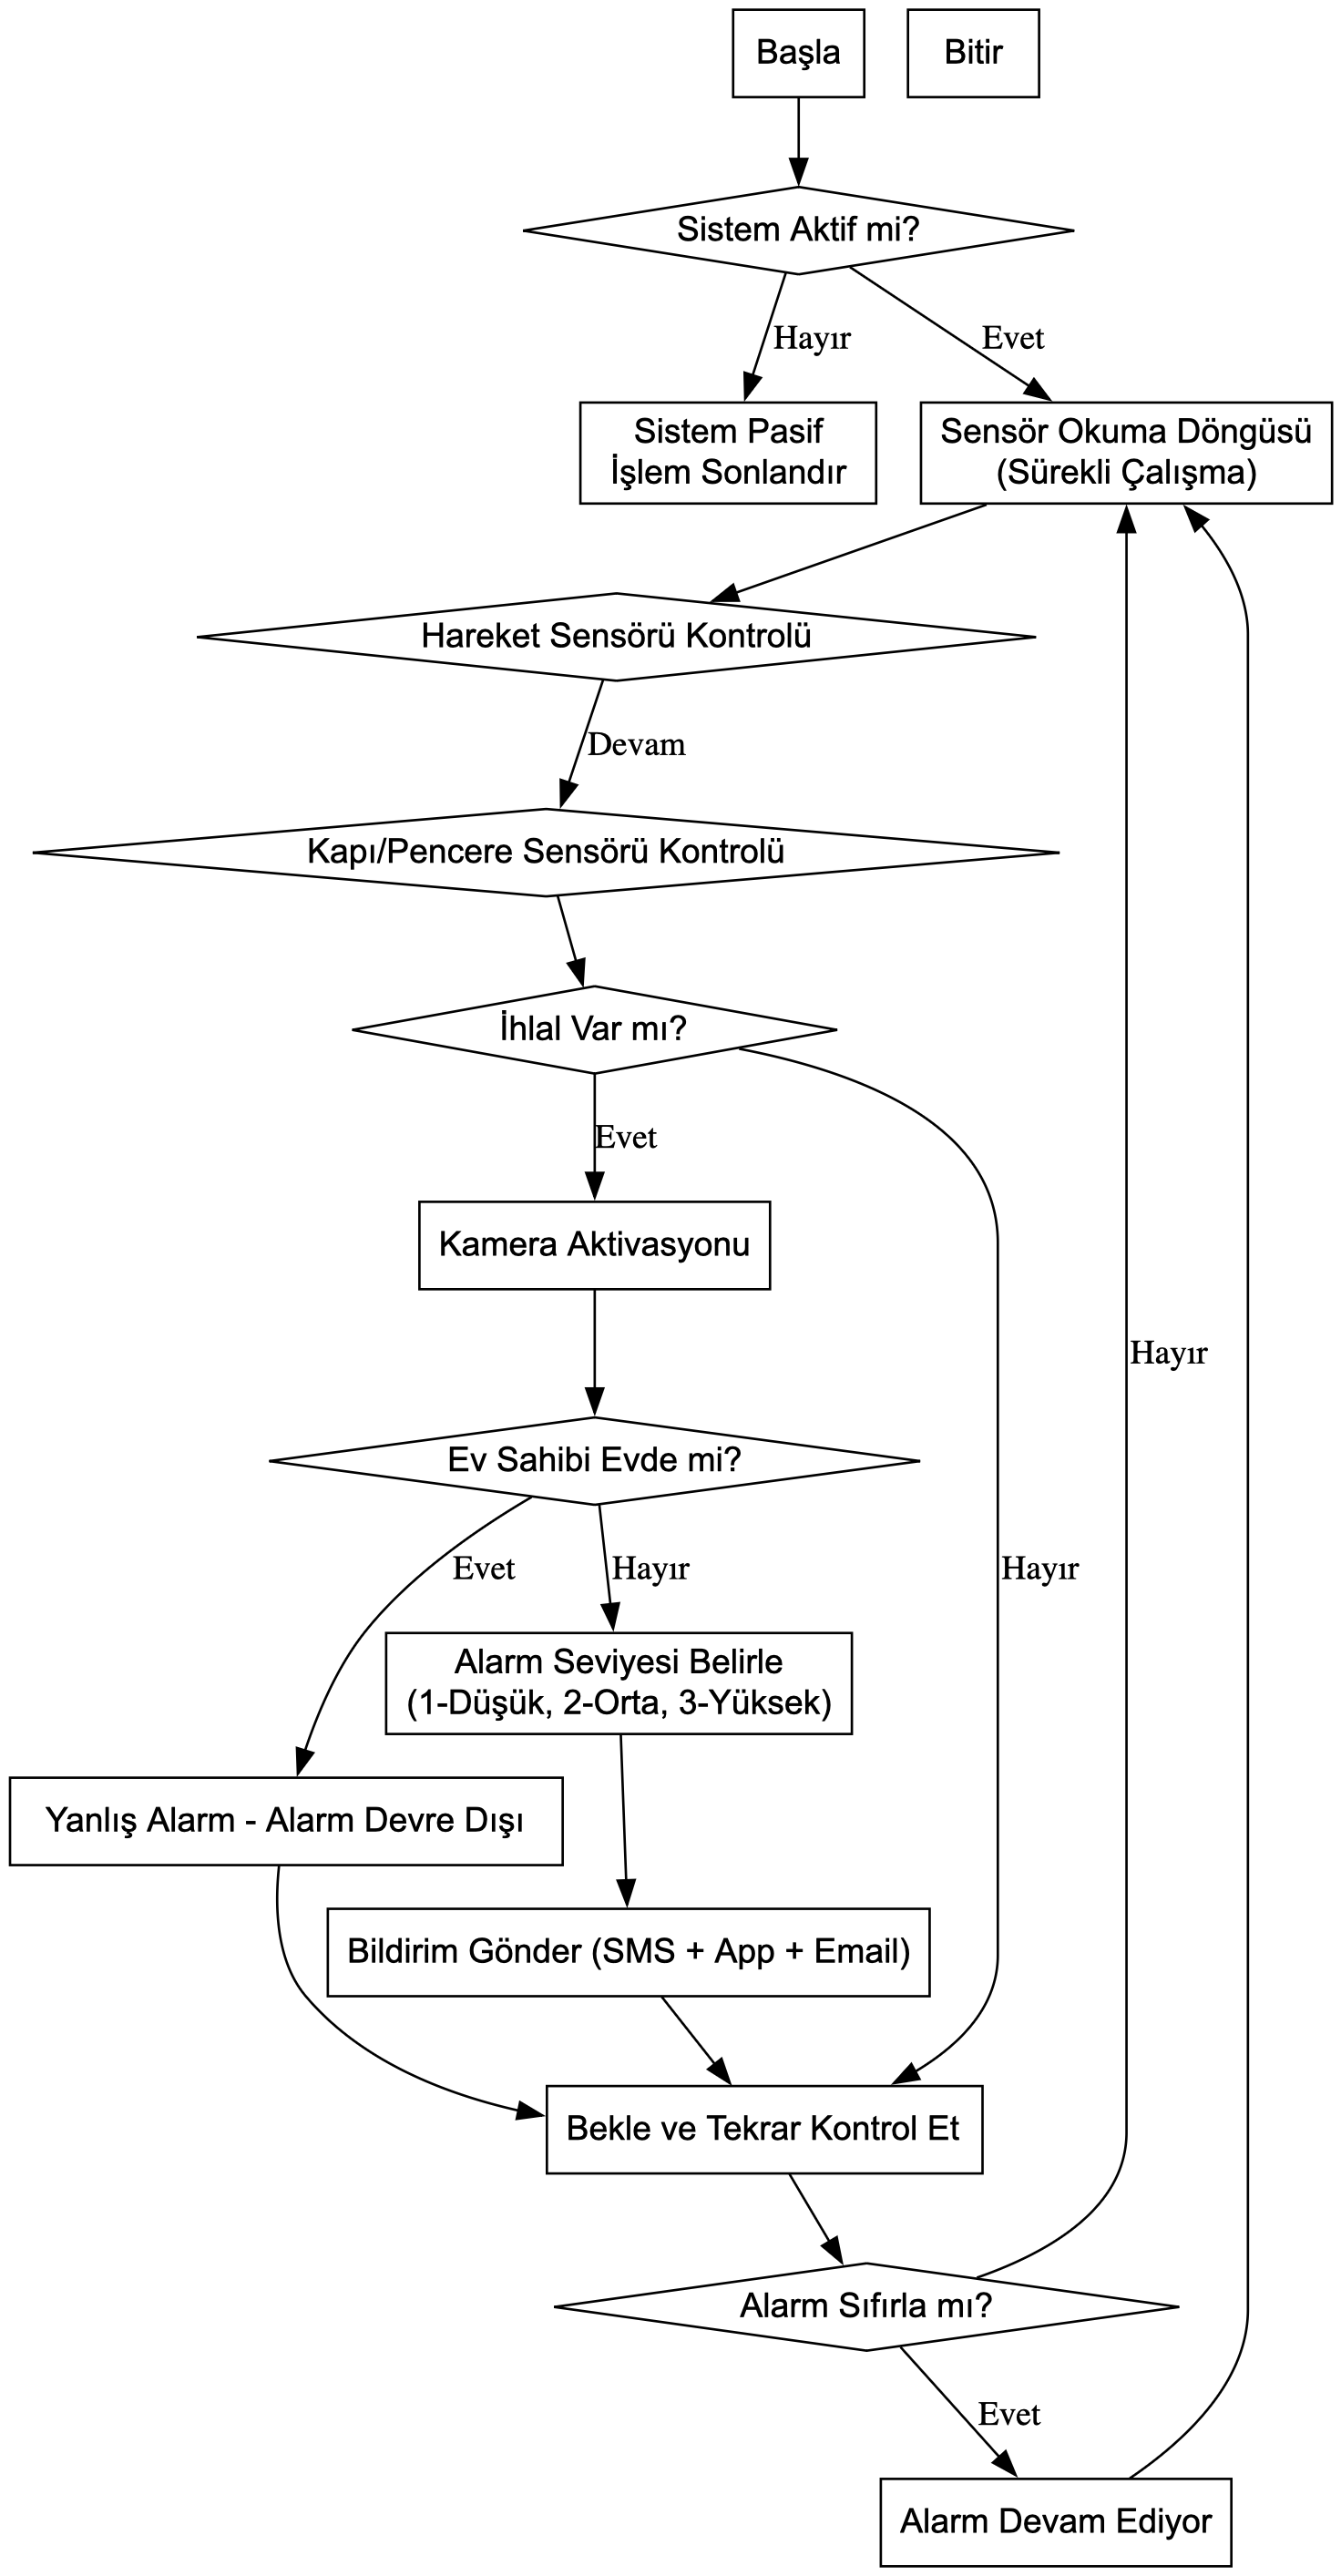 Başla
Bitir
Sistem Aktif mi?
Hayır
Evet
Sistem Pasif
İşlem Sonlandır
Sensör Okuma Döngüsü
(Sürekli Çalışma)
Hareket Sensörü Kontrolü
Devam
Kapı/Pencere Sensörü Kontrolü
İhlal Var mı?
Evet
Kamera Aktivasyonu
Hayır
Ev Sahibi Evde mi?
Evet
Hayır
Hayır
Alarm Seviyesi Belirle
(1-Düşük, 2-Orta, 3-Yüksek)
Yanlış Alarm - Alarm Devre Dışı
Bildirim Gönder (SMS + App + Email)
Bekle ve Tekrar Kontrol Et
Alarm Sıfırla mı?
Evet
Alarm Devam Ediyor